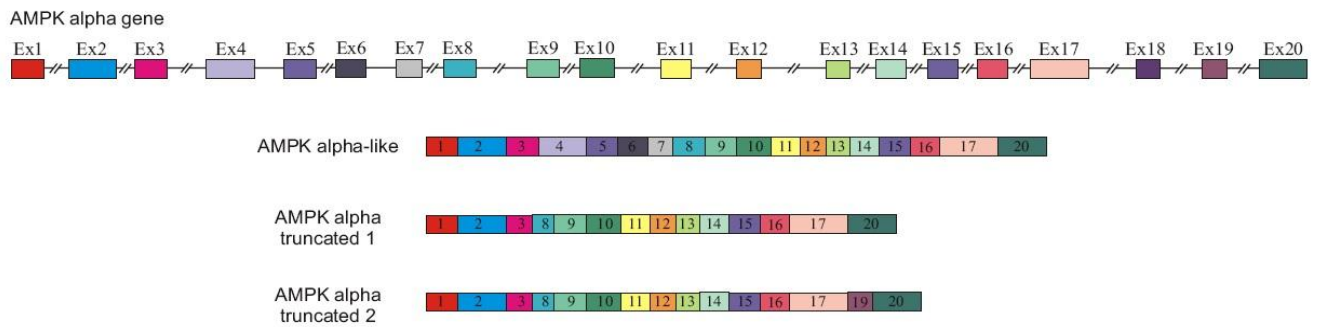 AMPK alpha gene
Ex1 Ex2 Ex3 Ex4 Ex5 Ex6 Ex7 Ex8 Ex9 Ex10 Ex11 Ex12 Ex13 Ex14 Ex15 Ex16 Ex17 Ex18 Ex19 Ex20
AMPK alpha-like 1 2 3 4 5 6 7 8 9 10 11 12 13 14 15 16 17 20
AMPK alpha
truncated 1
1 2 3 8 9 10 11 12 13 14 15 16 17 20
AMPK alpha
truncated 2
1 2 3 8 9 10 11 12 13 14 15 16 17 19 20